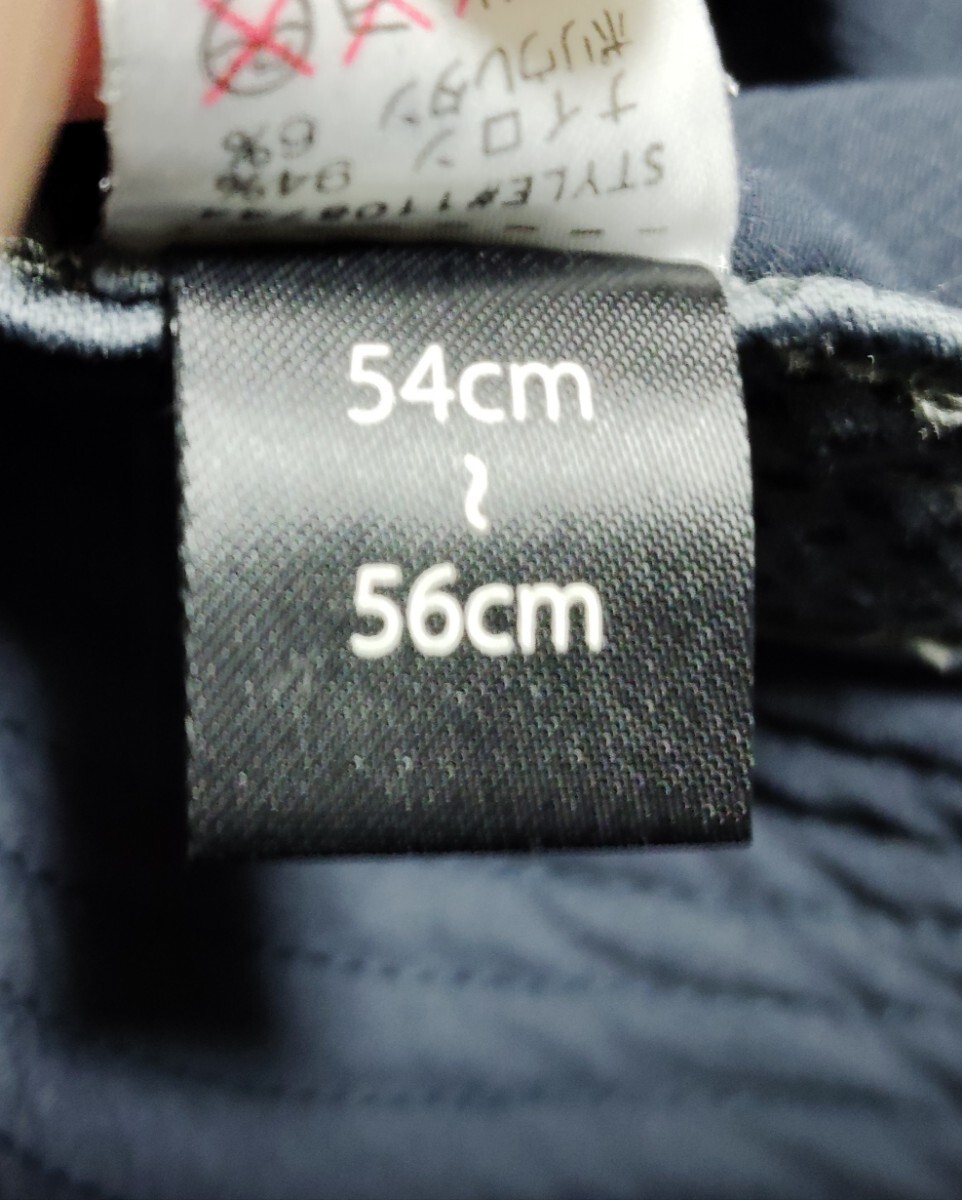 STYLE#
ナイロン 94%
ポリウレタン 6%
54cm
～
56cm